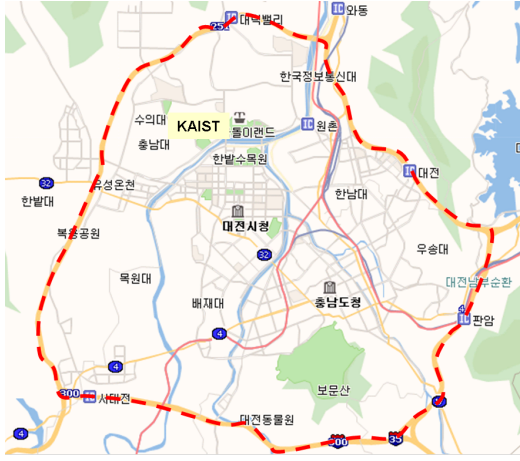 와동
25
대덕밸리
한국정보통신대
수의대
KAIST
돌이랜드
원촌
충남대
한밭수목원
대전
32
유성온천
한남대
한밭대
대전시청
복용공원
우송대
32
목원대
대전남부순환
배재대
충남도청
4
판암
4
4
보문산
300
서대전
대전동물원
4
300
35